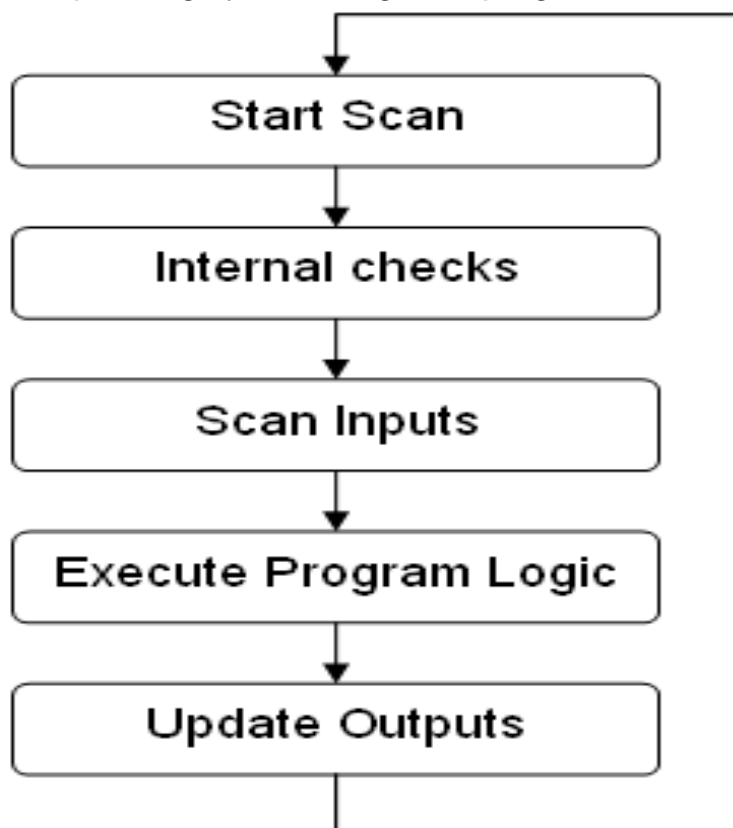 Start Scan
Internal checks
Scan Inputs
Execute Program Logic
Update Outputs